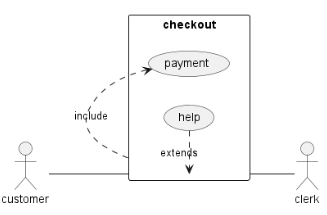 checkout
payment
include
help
extends
customer
clerk